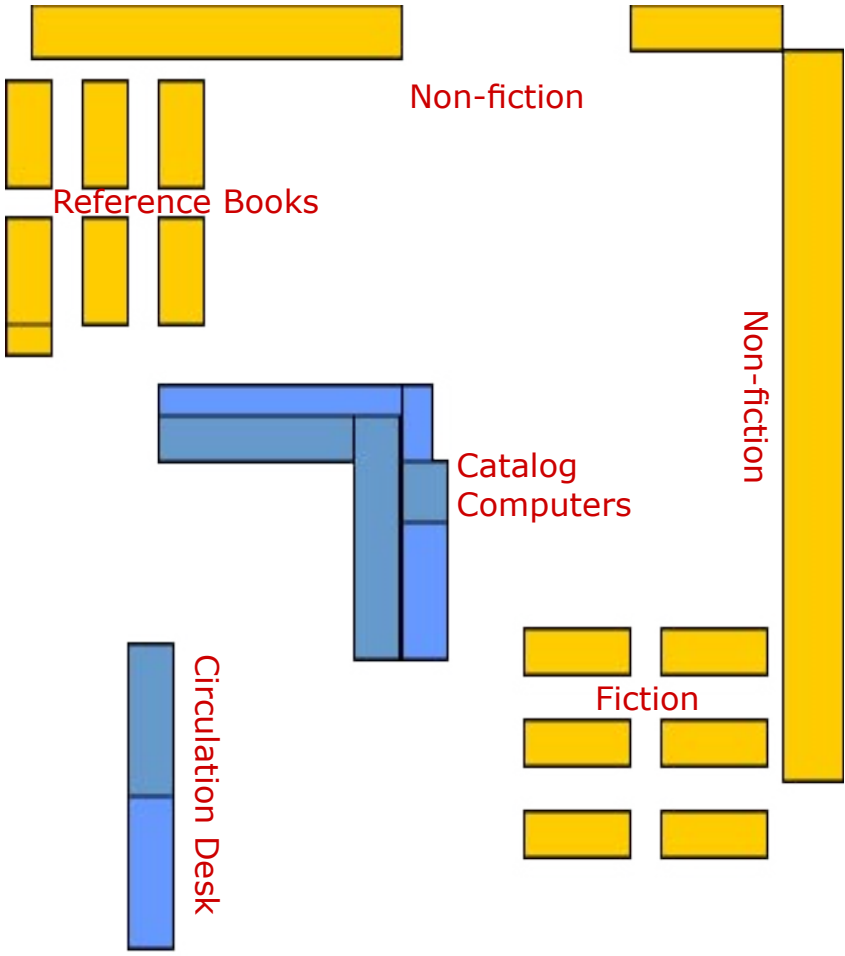 Non-fiction
Reference Books
Non-fiction
Catalog
Computers
Circulation Desk
Fiction